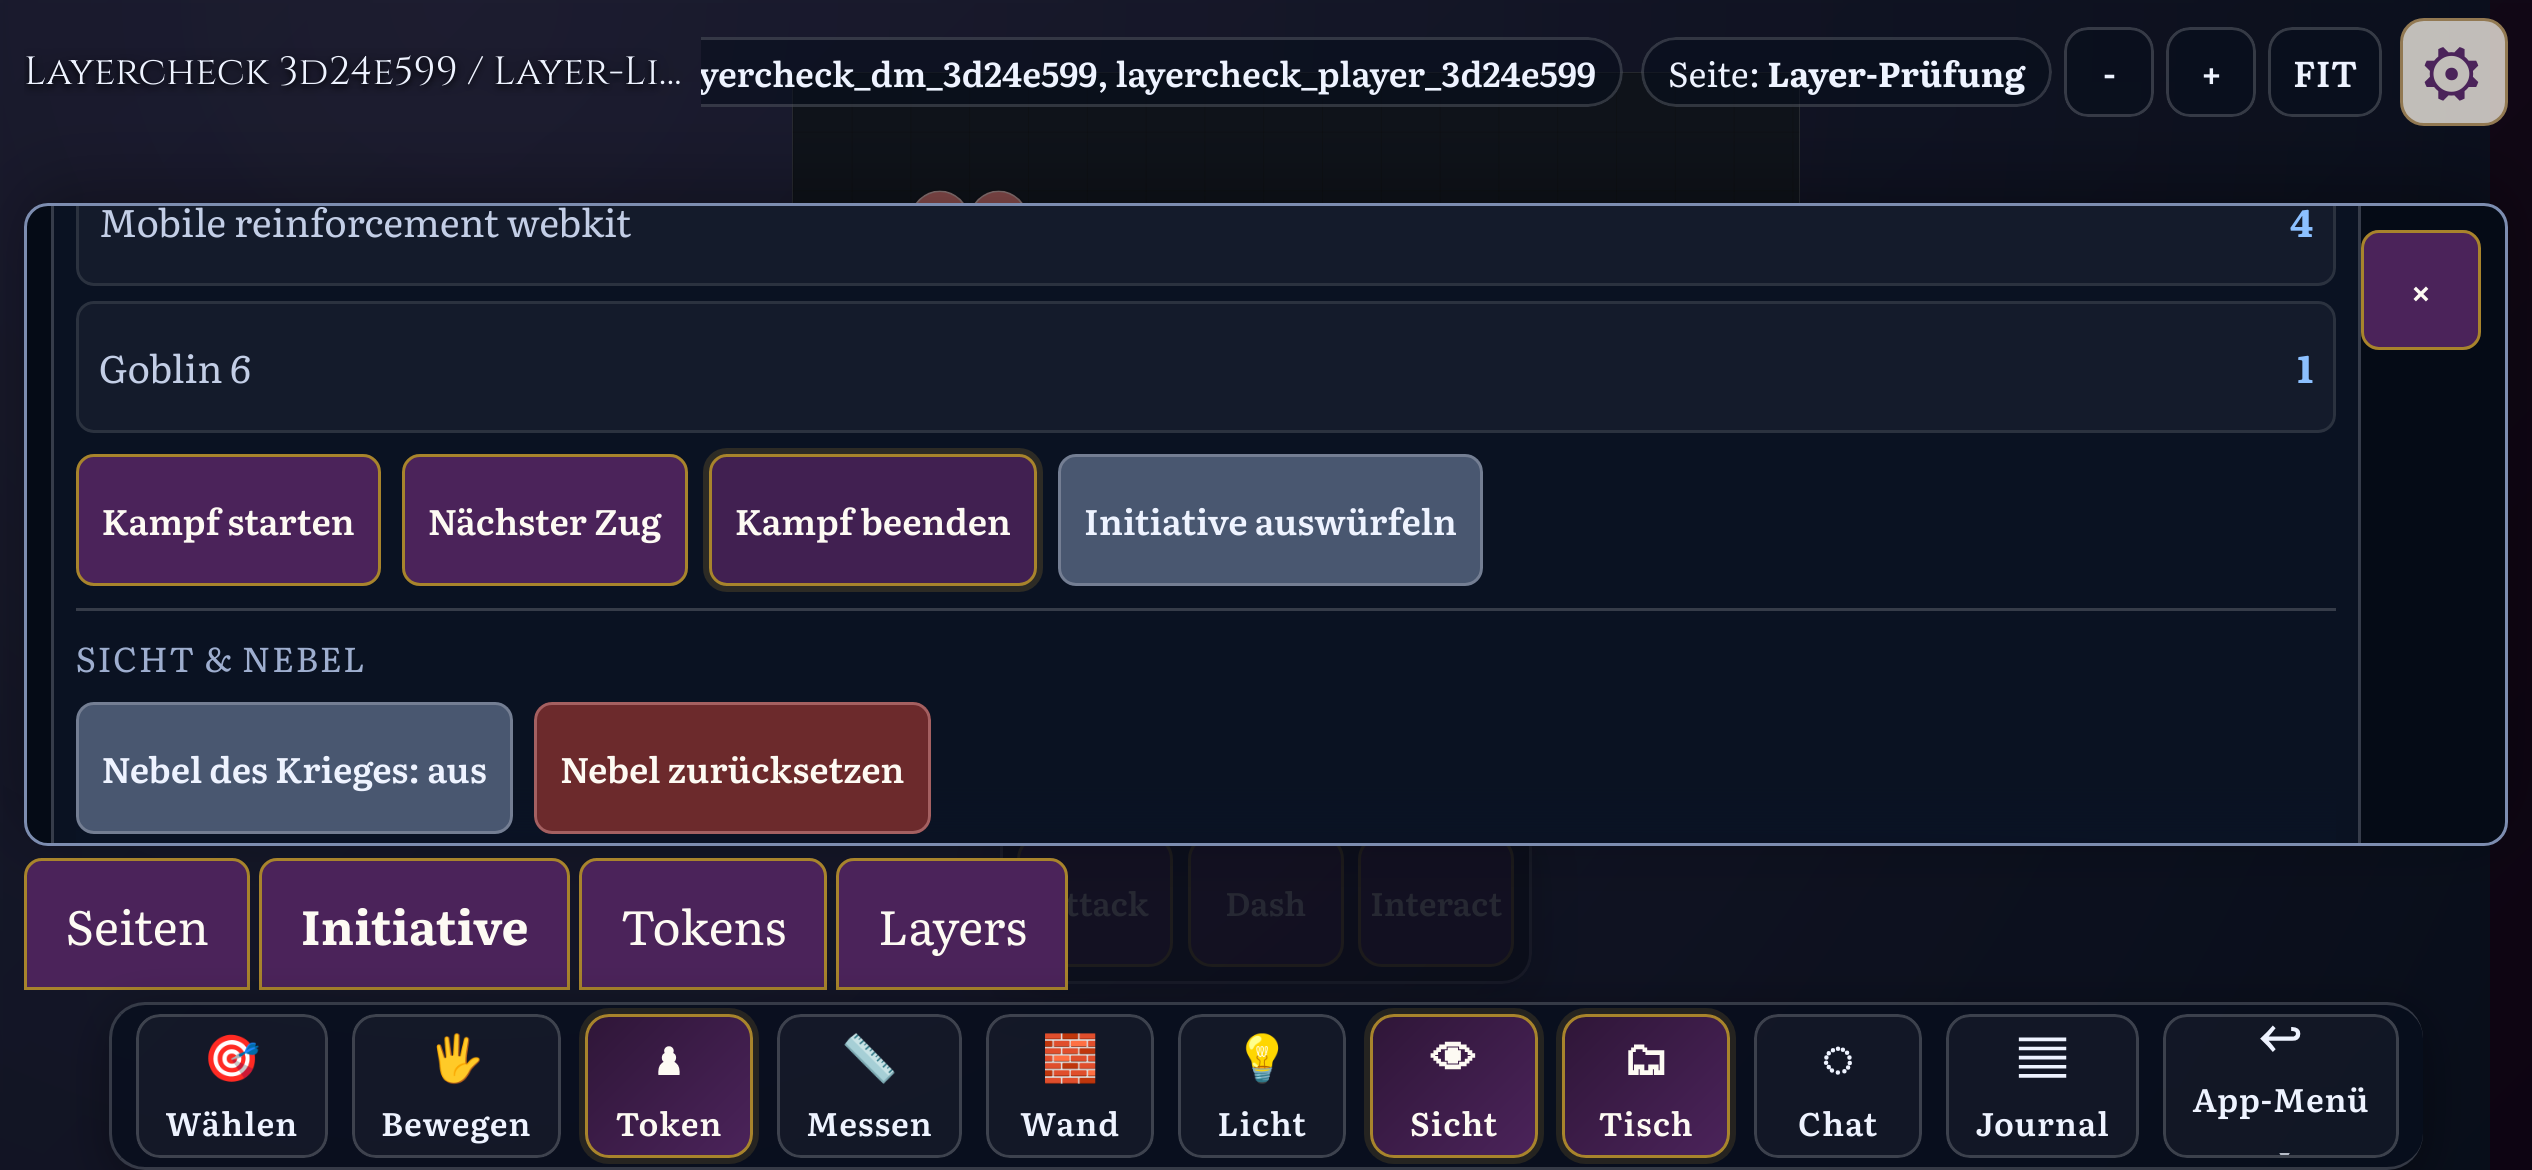 LAYERCHECK 3D24E599 / LAYER-LI...
yercheck_dm_3d24e599, layercheck_player_3d24e599
Seite: Layer-Prüfung
-
+
FIT
Mobile reinforcement webkit
4
×
Goblin 6
1
Kampf starten
Nächster Zug
Kampf beenden
Initiative auswürfeln
SICHT & NEBEL
Nebel des Krieges: aus
Nebel zurücksetzen
Seiten
Initiative
Tokens
Layers
ttack
Dash
Interact
Wählen
Bewegen
Token
Messen
Wand
Licht
Sicht
Tisch
Chat
Journal
App-Menü